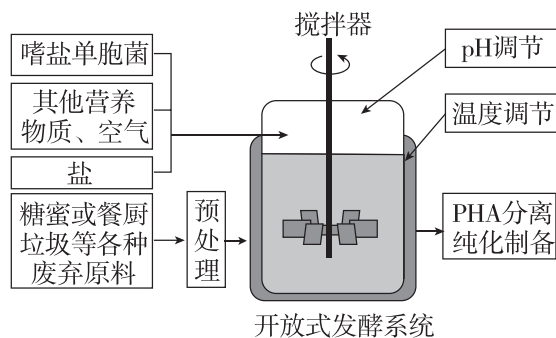 搅拌器
嗜盐单胞菌
其他营养
物质、空气
盐
糖蜜或餐厨
垃圾等各种
废弃原料
预
处
理
pH调节
温度调节
PHA分离
纯化制备
开放式发酵系统